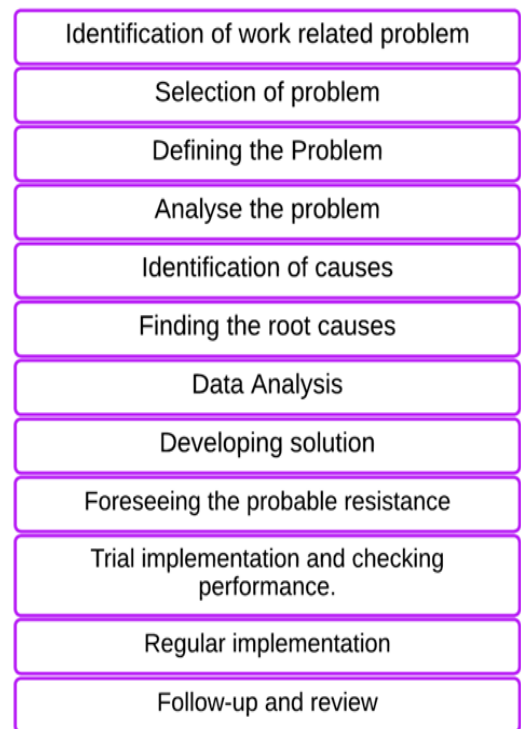 Identification of work related problem
Selection of problem
Defining the Problem
Analyse the problem
Identification of causes
Finding the root causes
Data Analysis
Developing solution
Foreseeing the probable resistance
Trial implementation and checking
performance.
Regular implementation
Follow-up and review